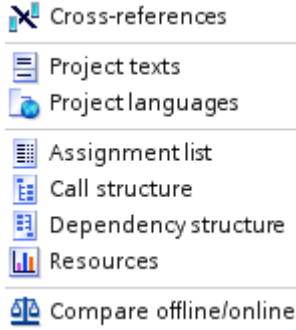 Cross-references
Project texts
Project languages
Assignment list
Call structure
Dependency structure
Resources
Compare offline/online